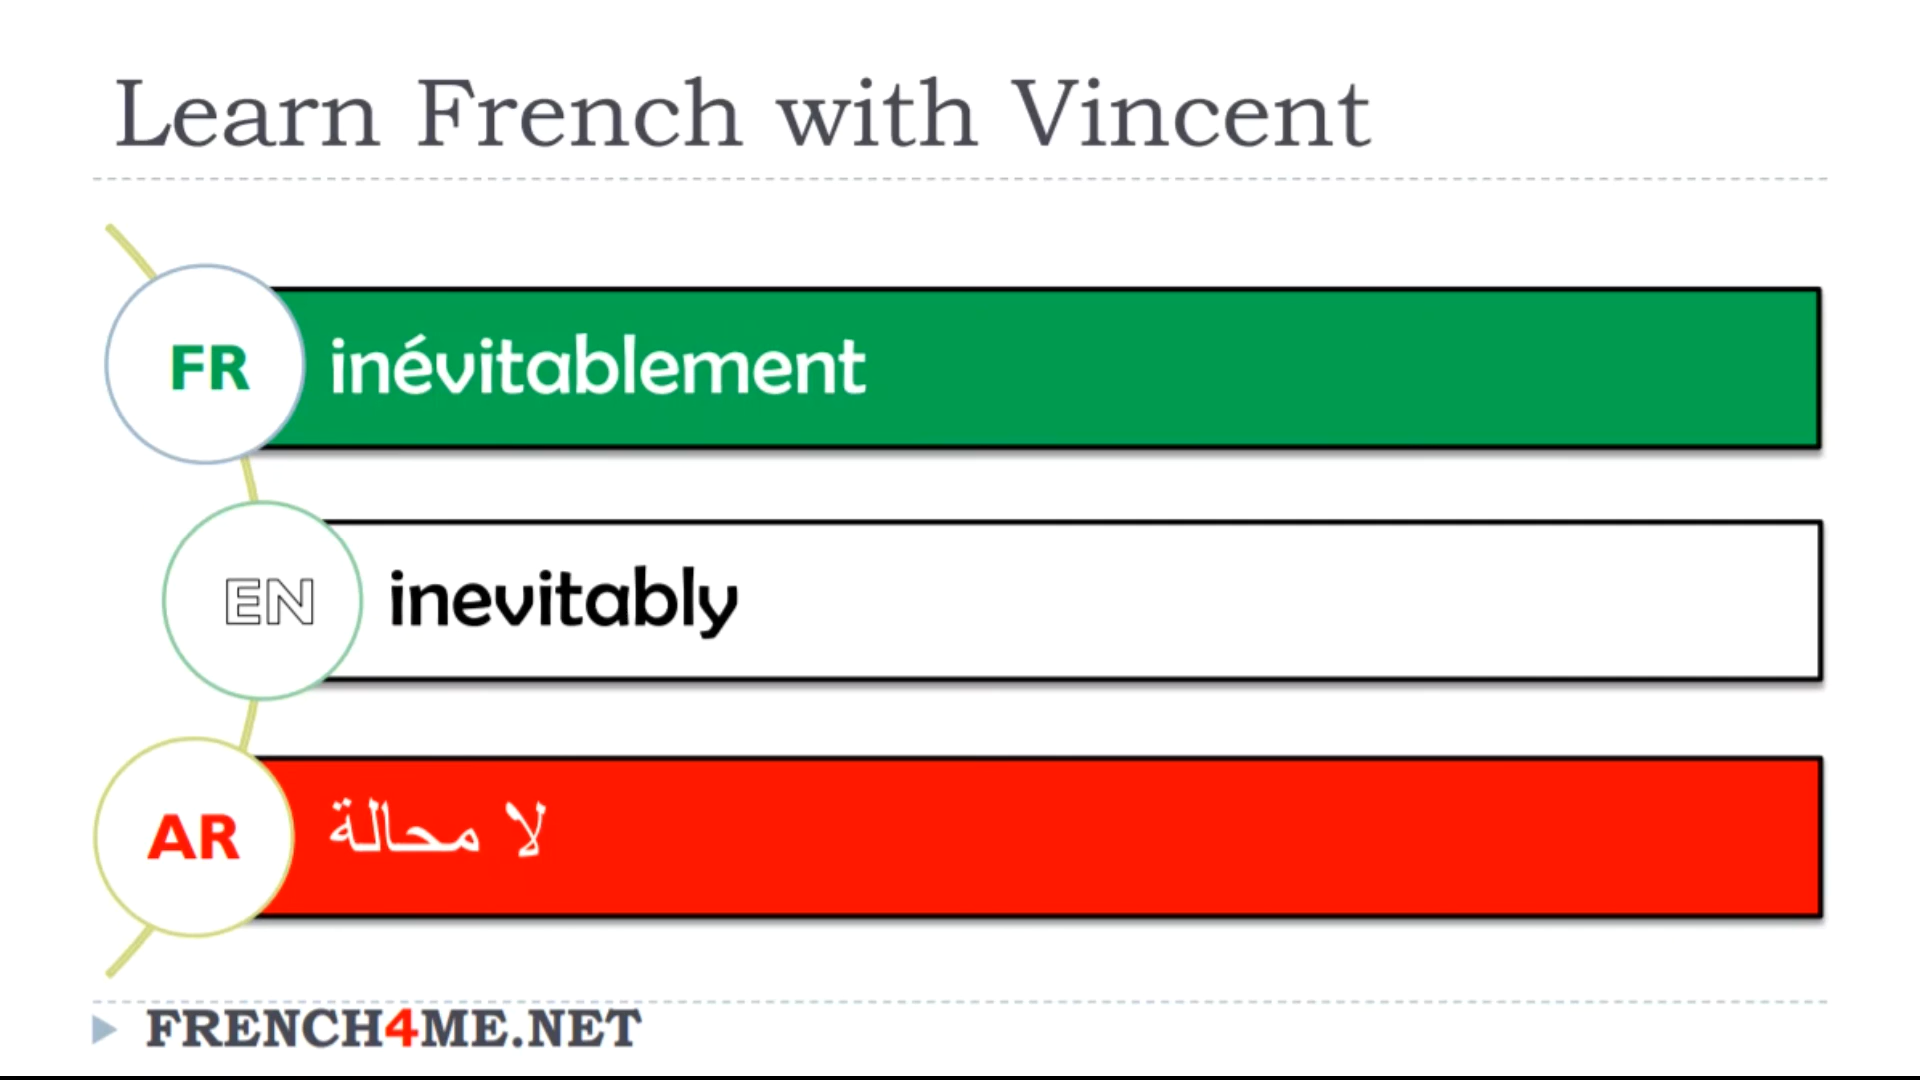 Learn French with Vincent
FR
inévitablement
EN
inevitably
AR
لا محالة
FRENCH4ME.NET